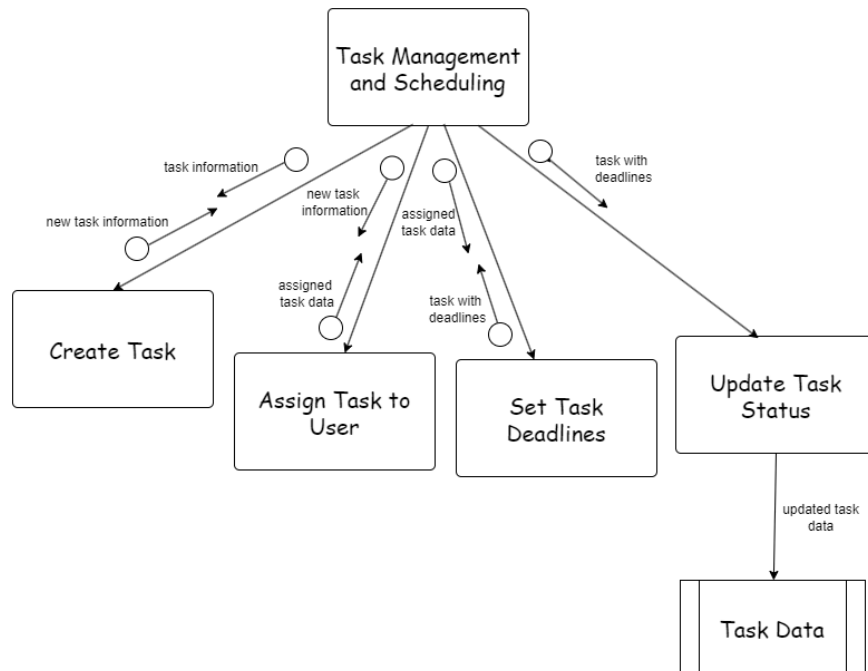 Task Management
and Scheduling
task information
new task information
new task
information
assigned
task data
assigned
task data
task with
deadlines
task with
deadlines
Create Task
Assign Task to
User
Set Task
Deadlines
Update Task
Status
updated task
data
Task Data